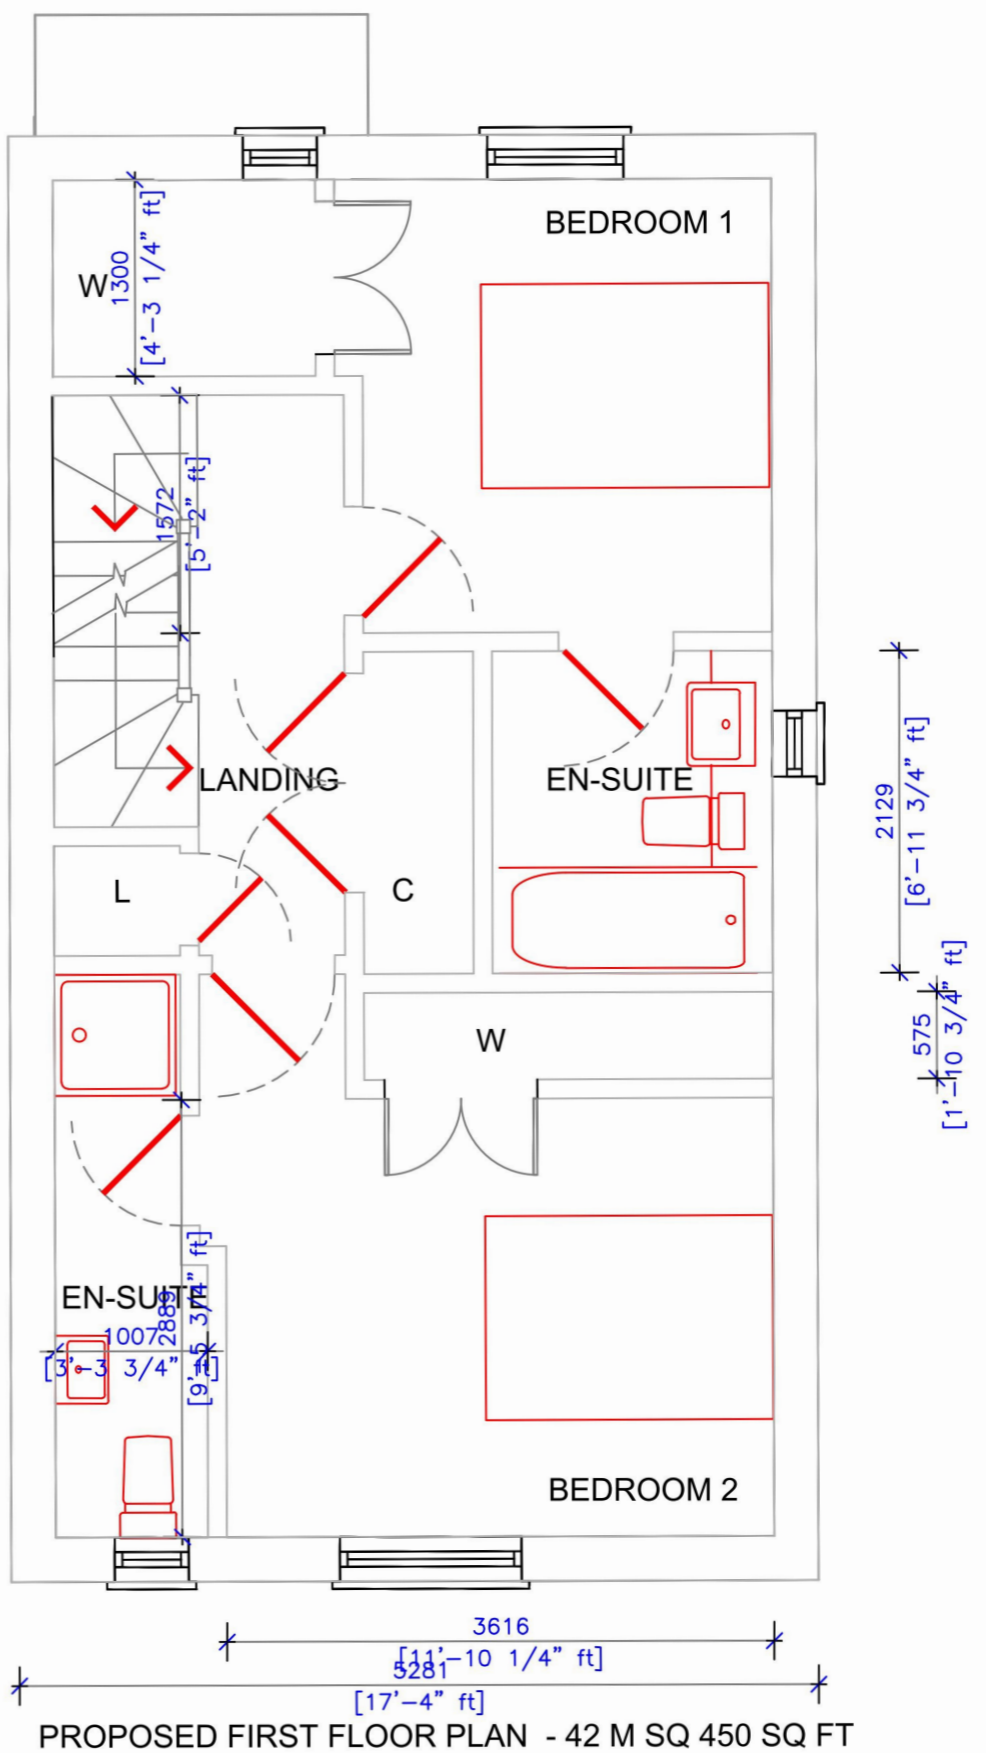 BEDROOM 1
W
1300
[4'-3 1/4" ft]
1572
[5'-2" ft]
LANDING
EN-SUITE
2129
[6'-11 3/4" ft]
L
C
575
[1'-10 3/4" ft]
W
EN-SUITE
2889
[9'-5 3/4" ft]
1007
[3'-3 3/4" ft]
BEDROOM 2
3616
[11'-10 1/4" ft]
5281
[17'-4" ft]
PROPOSED FIRST FLOOR PLAN - 42 M SQ 450 SQ FT